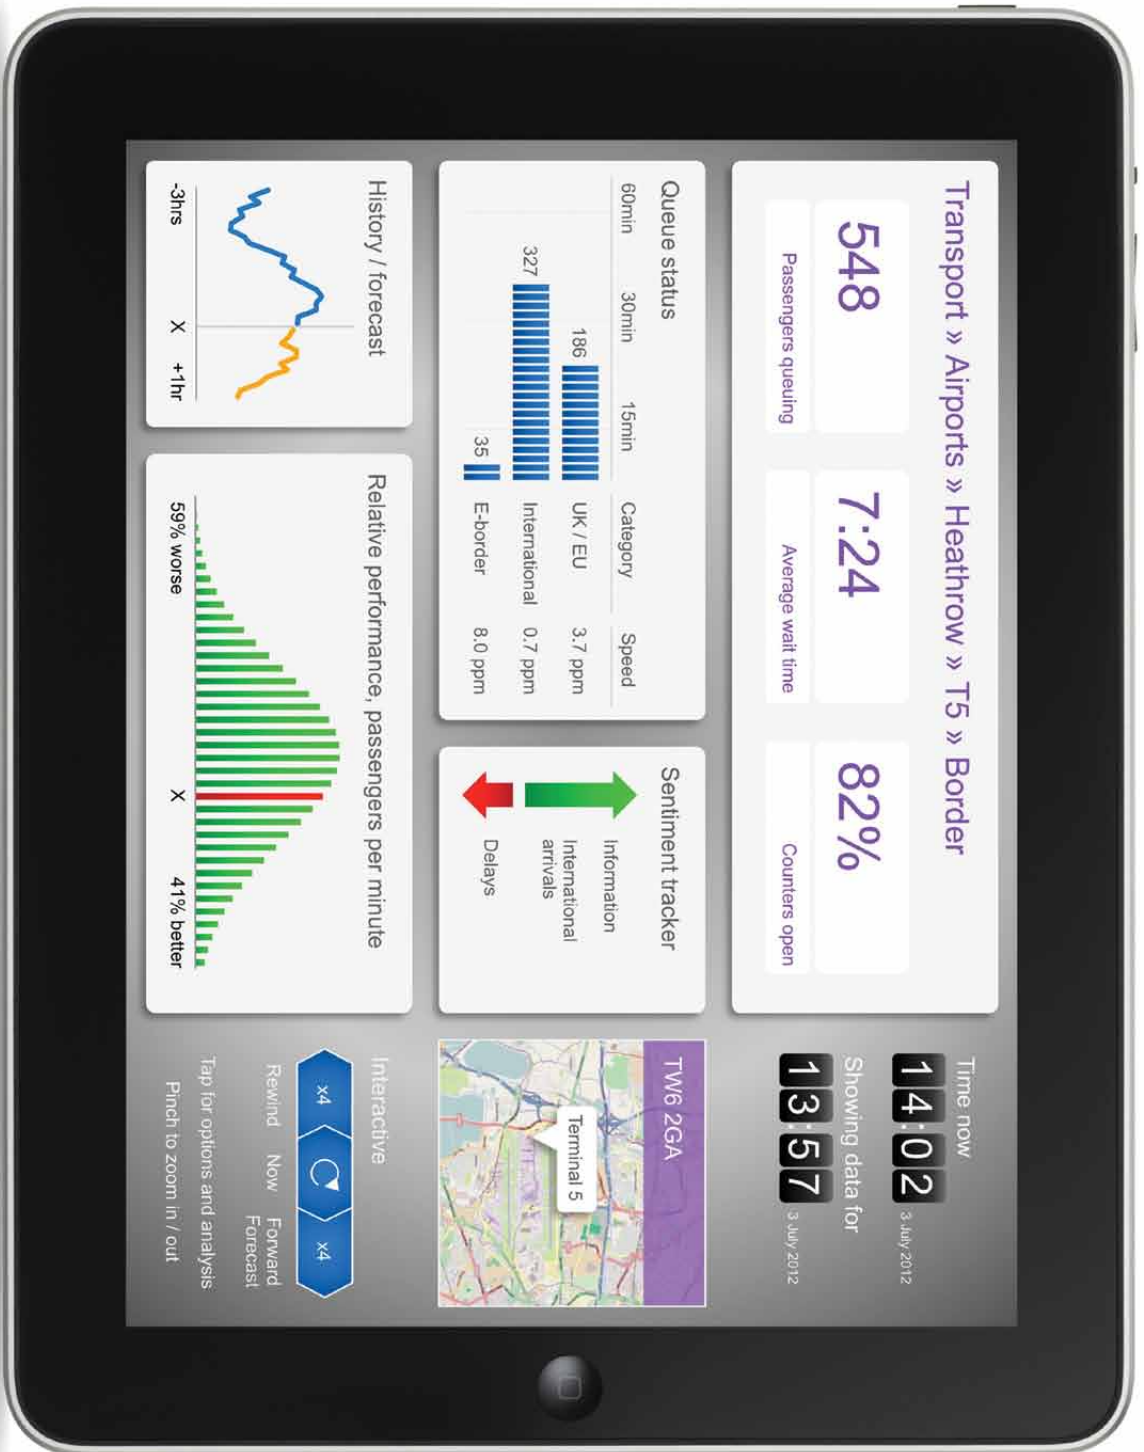 Transport » Airports » Heathrow » T5 » Border
548
Passengers queuing
7:24
Average wait time
82%
Counters open
Time now
14:02 3 July 2012
Showing data for
13:57 3 July 2012
Queue status
60min 30min 15min Category Speed
186 UK / EU 3.7 ppm
327 International 0.7 ppm
35 E-border 8.0 ppm
Sentiment tracker
Information
International
arrivals
Delays
TW6 2GA
Terminal 5
History / forecast
-3hrs X +1hr
Relative performance, passengers per minute
59% worse X 41% better
Interactive
x4 x4
Rewind Now Forward
Forecast
Tap for options and analysis
Pinch to zoom in / out